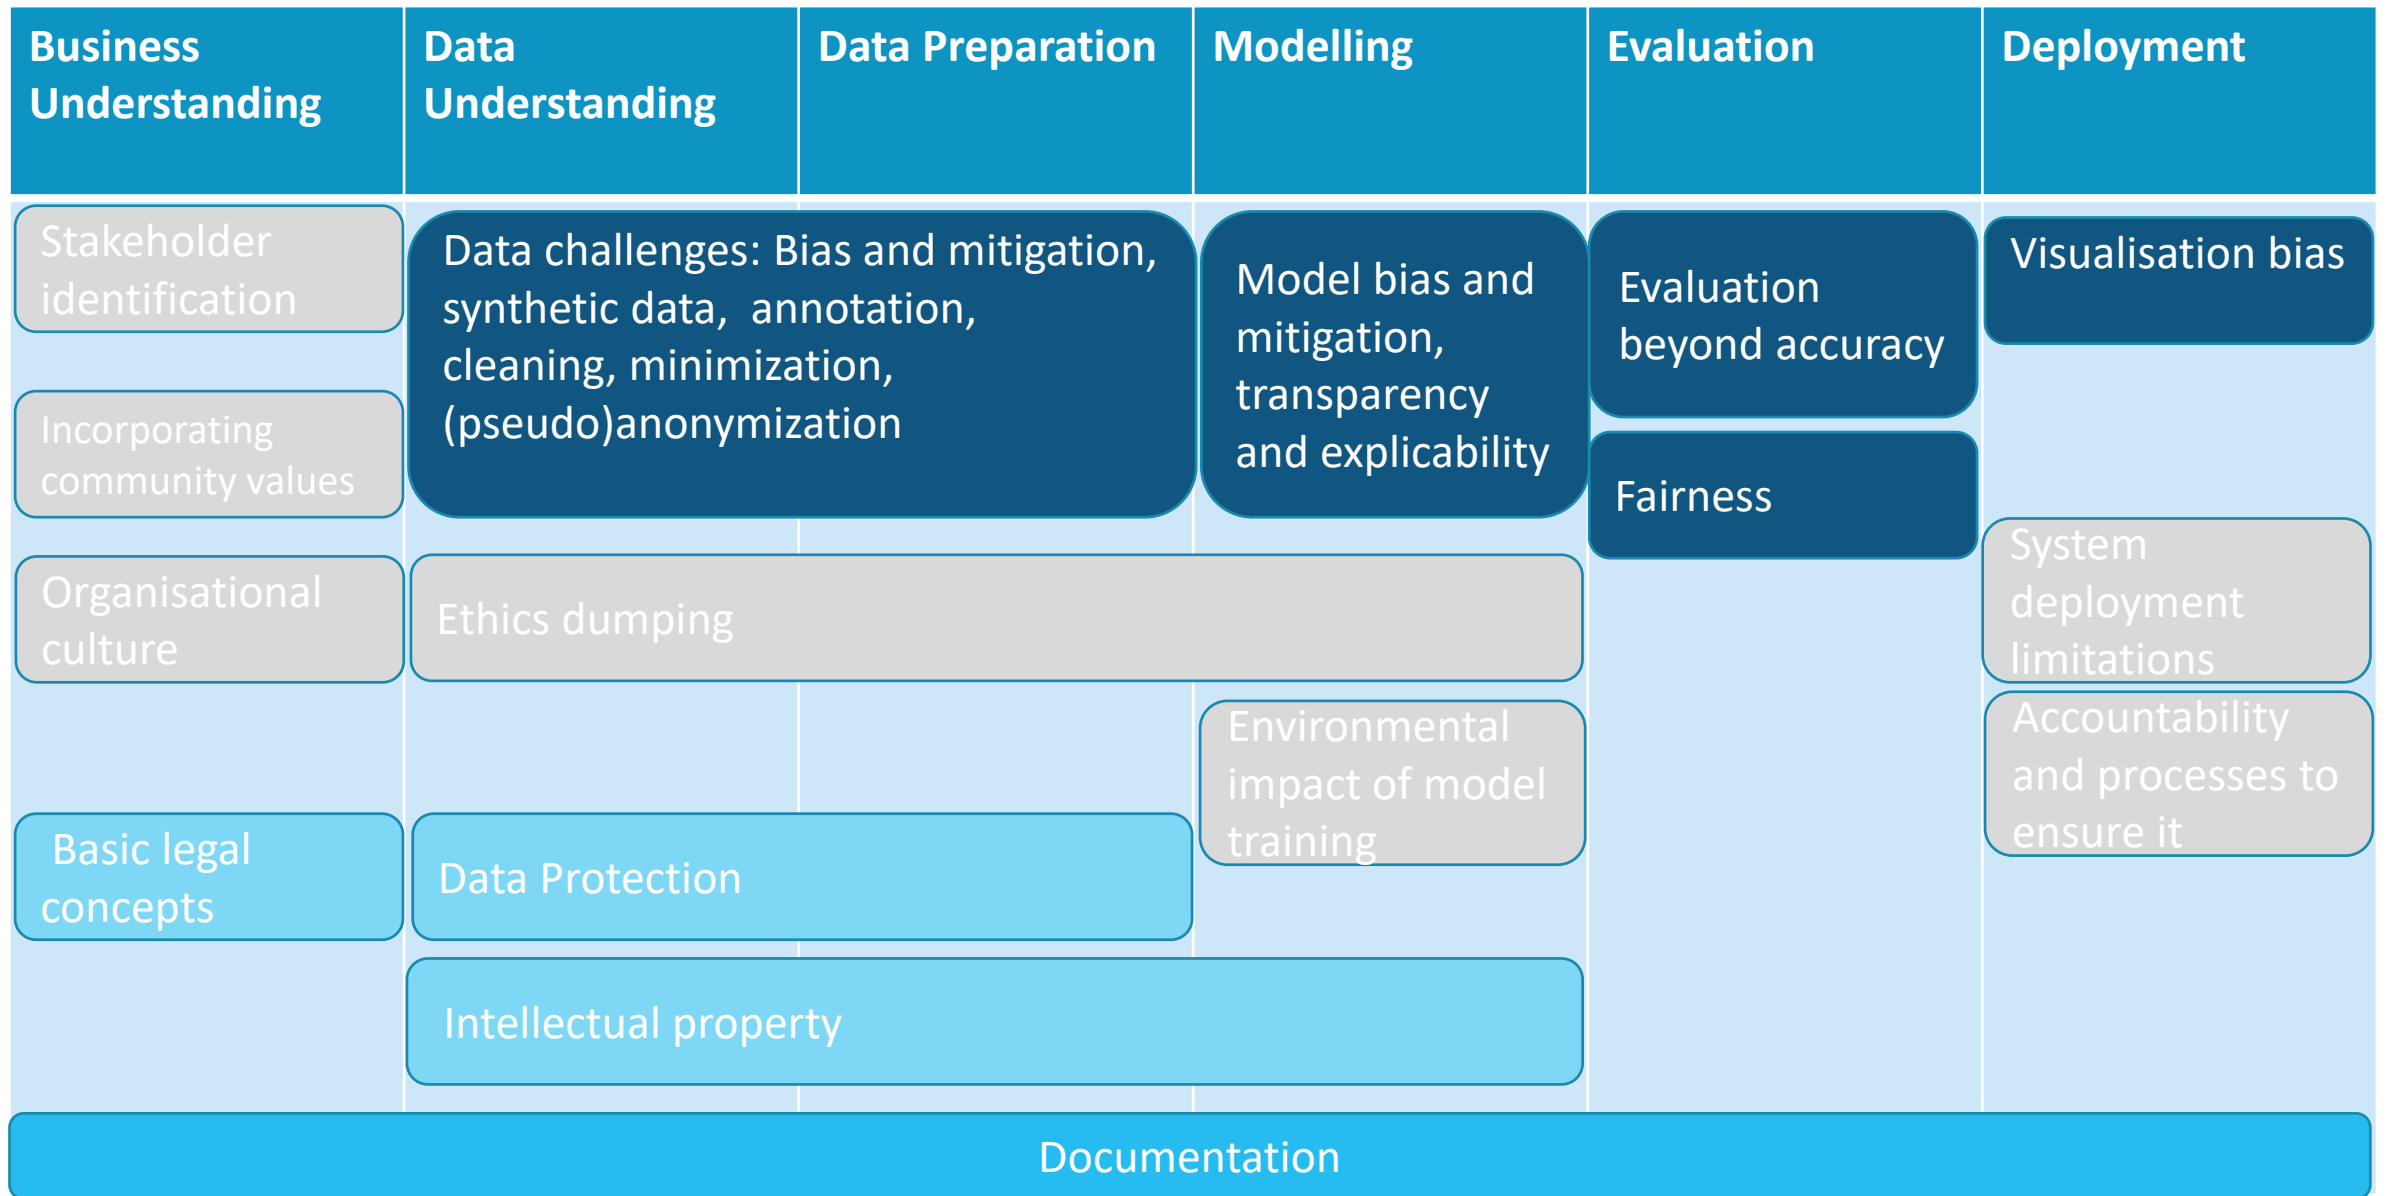 Business
Understanding
Data
Understanding
Data Preparation
Modelling
Evaluation
Deployment
Stakeholder
identification
Incorporating
community values
Organisational
culture
Basic legal
concepts
Data challenges: Bias and mitigation,
synthetic data, annotation,
cleaning, minimization,
(pseudo)anonymization
Ethics dumping
Data Protection
Intellectual property
Model bias and
mitigation,
transparency
and explicability
Environmental
impact of model
training
Evaluation
beyond accuracy
Fairness
Visualisation bias
System
deployment
limitations
Accountability
and processes to
ensure it
Documentation